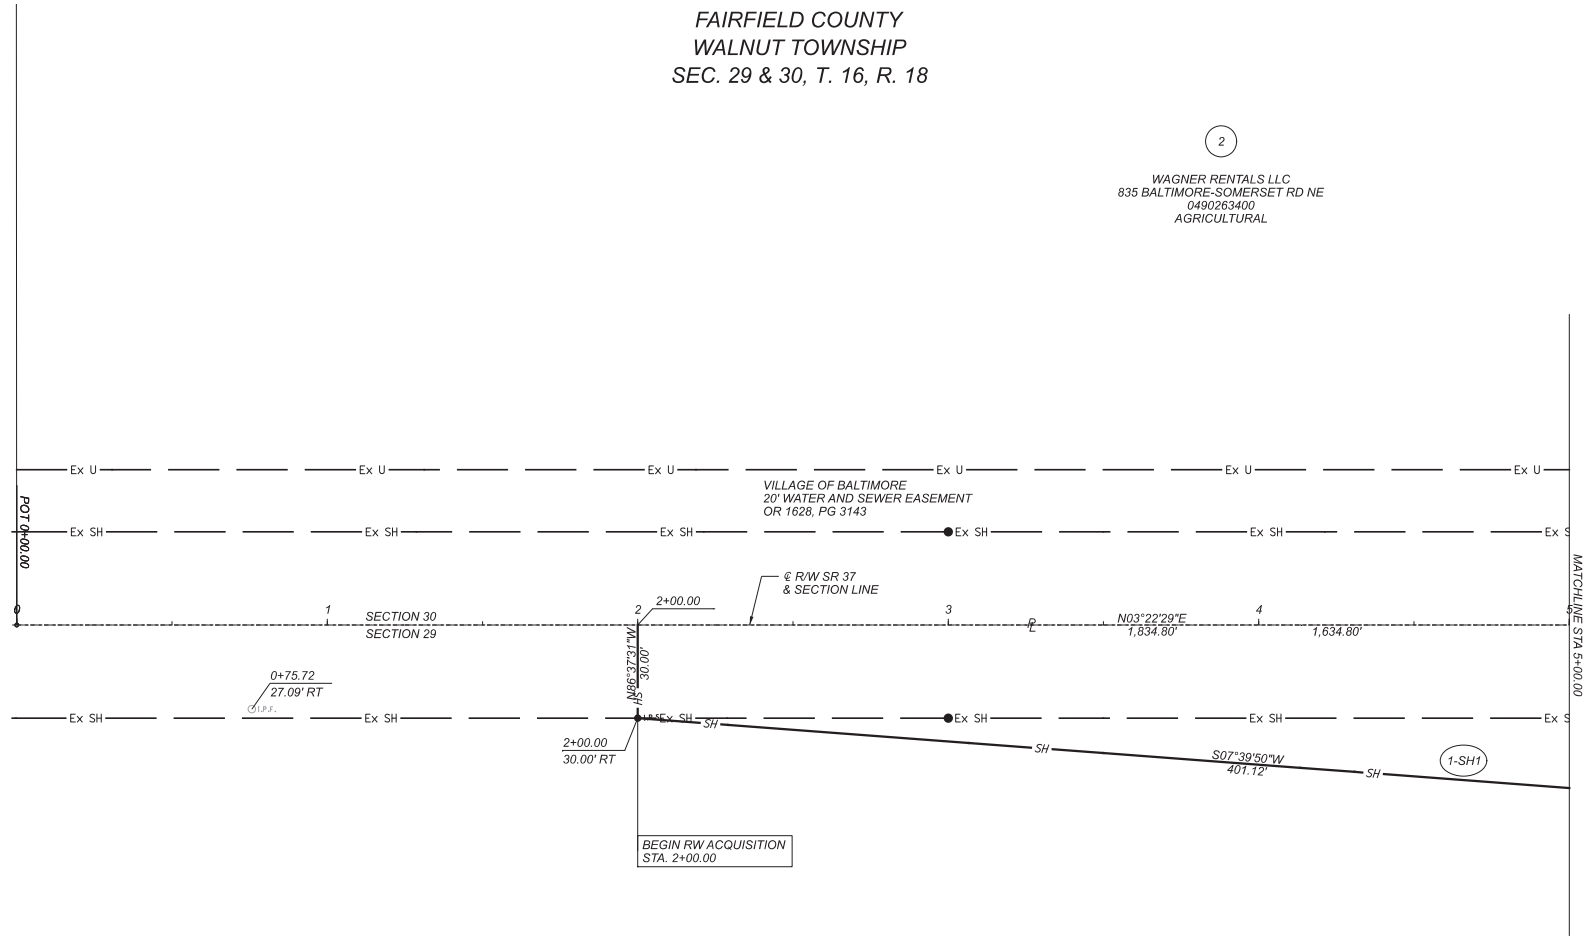 FAIRFIELD COUNTY
WALNUT TOWNSHIP
SEC. 29 & 30, T. 16, R. 18
2
WAGNER RENTALS LLC
835 BALTIMORE-SOMERSET RD NE
0490263400
AGRICULTURAL
Ex U
Ex U
Ex U
Ex U
Ex U
Ex U
VILLAGE OF BALTIMORE
20' WATER AND SEWER EASEMENT
OR 1628, PG 3143
POT 0+00.00
Ex SH
Ex SH
Ex SH
Ex SH
Ex SH
Ex S
℄ R/W SR 37
& SECTION LINE
MATCHLINE STA 5+00.00
0
1
2
3
4
5
2+00.00
SECTION 30
SECTION 29
PL
N03°22'29"E
1,834.80'
1,634.80'
N86°37'31"W
30.00'
SH
0+75.72
27.09' RT
I.P.F.
Ex SH
Ex SH
Ex SH
Ex SH
Ex SH
Ex S
SH
SH
SH
2+00.00
30.00' RT
S07°39'50"W
401.12'
1-SH1
BEGIN RW ACQUISITION
STA. 2+00.00